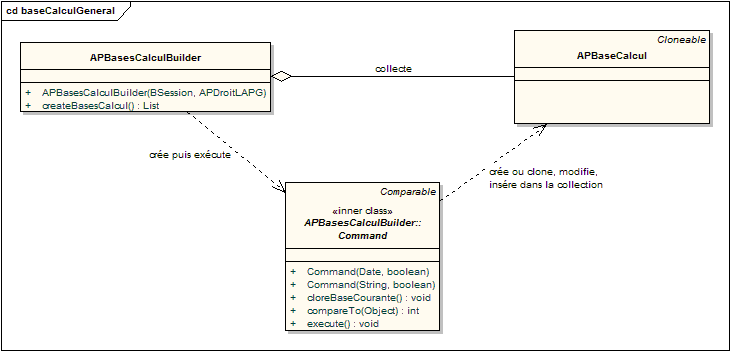 cd baseCalculGeneral
APBasesCalculBuilder
+ APBasesCalculBuilder(BSession, APDroitLAPG)
+ createBasesCalcul() : List
collecte
Cloneable
APBaseCalcul
crée puis exécute
crée ou clone, modifie,
insére dans la collection
Comparable
«inner class»
APBasesCalculBuilder::
Command
+ Command(Date, boolean)
+ Command(String, boolean)
+ cloreBaseCourante() : void
+ compareTo(Object) : int
+ execute() : void